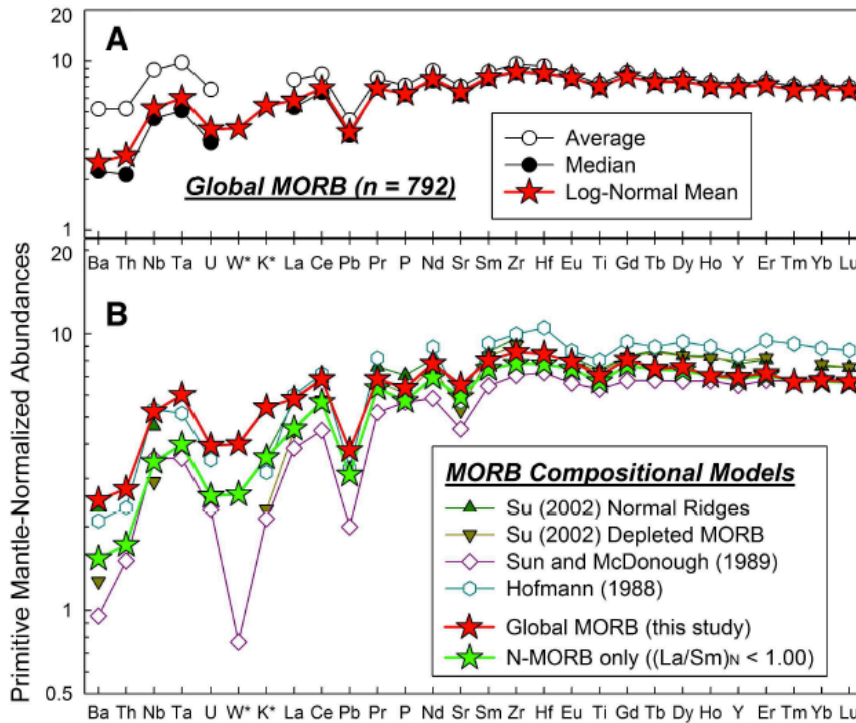 20
A
10
Average
Median
Log-Normal Mean
Global MORB (n = 792)
1
Primitive Mantle-Normalized Abundances
20
Ba Th Nb Ta U W* K* La Ce Pb Pr P Nd Sr Sm Zr Hf Eu Ti Gd Tb Dy Ho Y Er Tm Yb Lu
B
10
MORB Compositional Models
Su (2002) Normal Ridges
Su (2002) Depleted MORB
Sun and McDonough (1989)
Hofmann (1988)
Global MORB (this study)
N-MORB only ((La/Sm)N < 1.00)
1
0.5
Ba Th Nb Ta U W* K* La Ce Pb Pr P Nd Sr Sm Zr Hf Eu Ti Gd Tb Dy Ho Y Er Tm Yb Lu